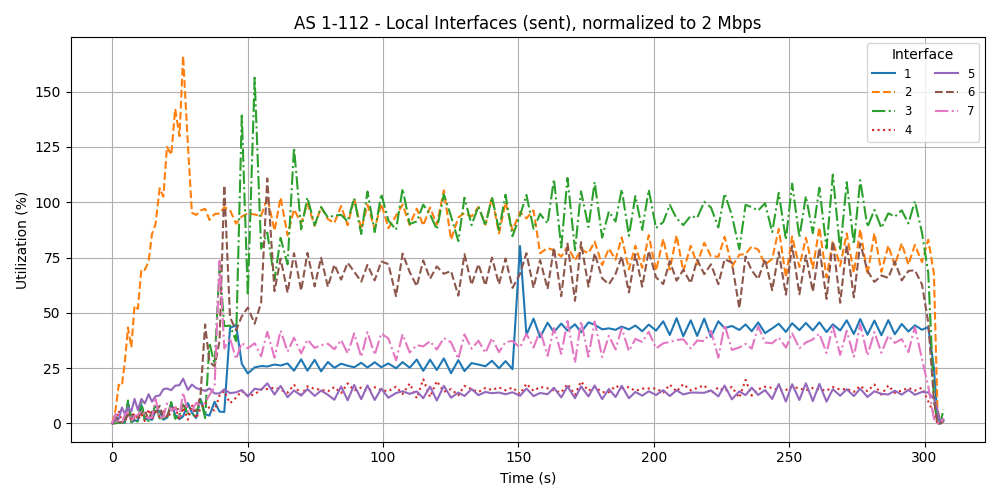 AS 1-112 - Local Interfaces (sent), normalized to 2 Mbps
Utilization (%)
150
125
100
75
50
25
0
0 50 100 150 200 250 300
Time (s)
Interface
1 5
2 6
3 7
4